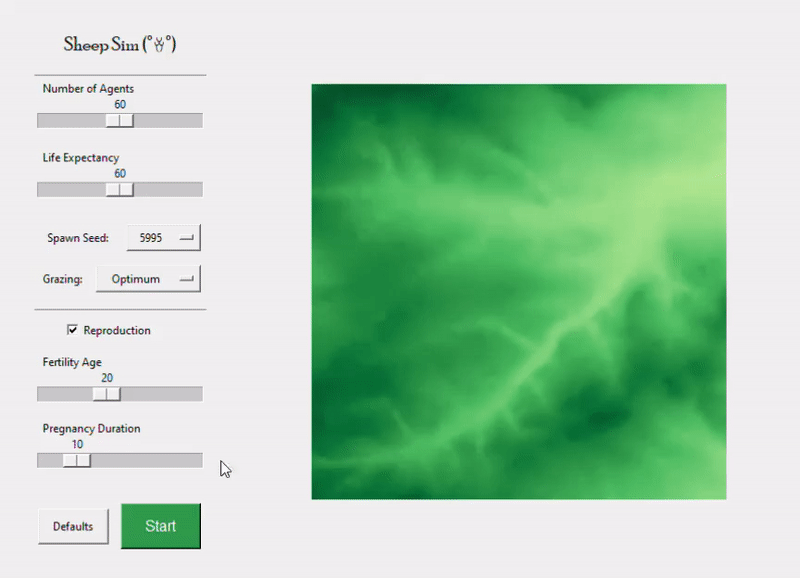 Sheep Sim (°ꈊ°)
Number of Agents
60
Life Expectancy
60
Spawn Seed: 5995
Grazing: Optimum
Reproduction
Fertility Age
20
Pregnancy Duration
10
Defaults Start